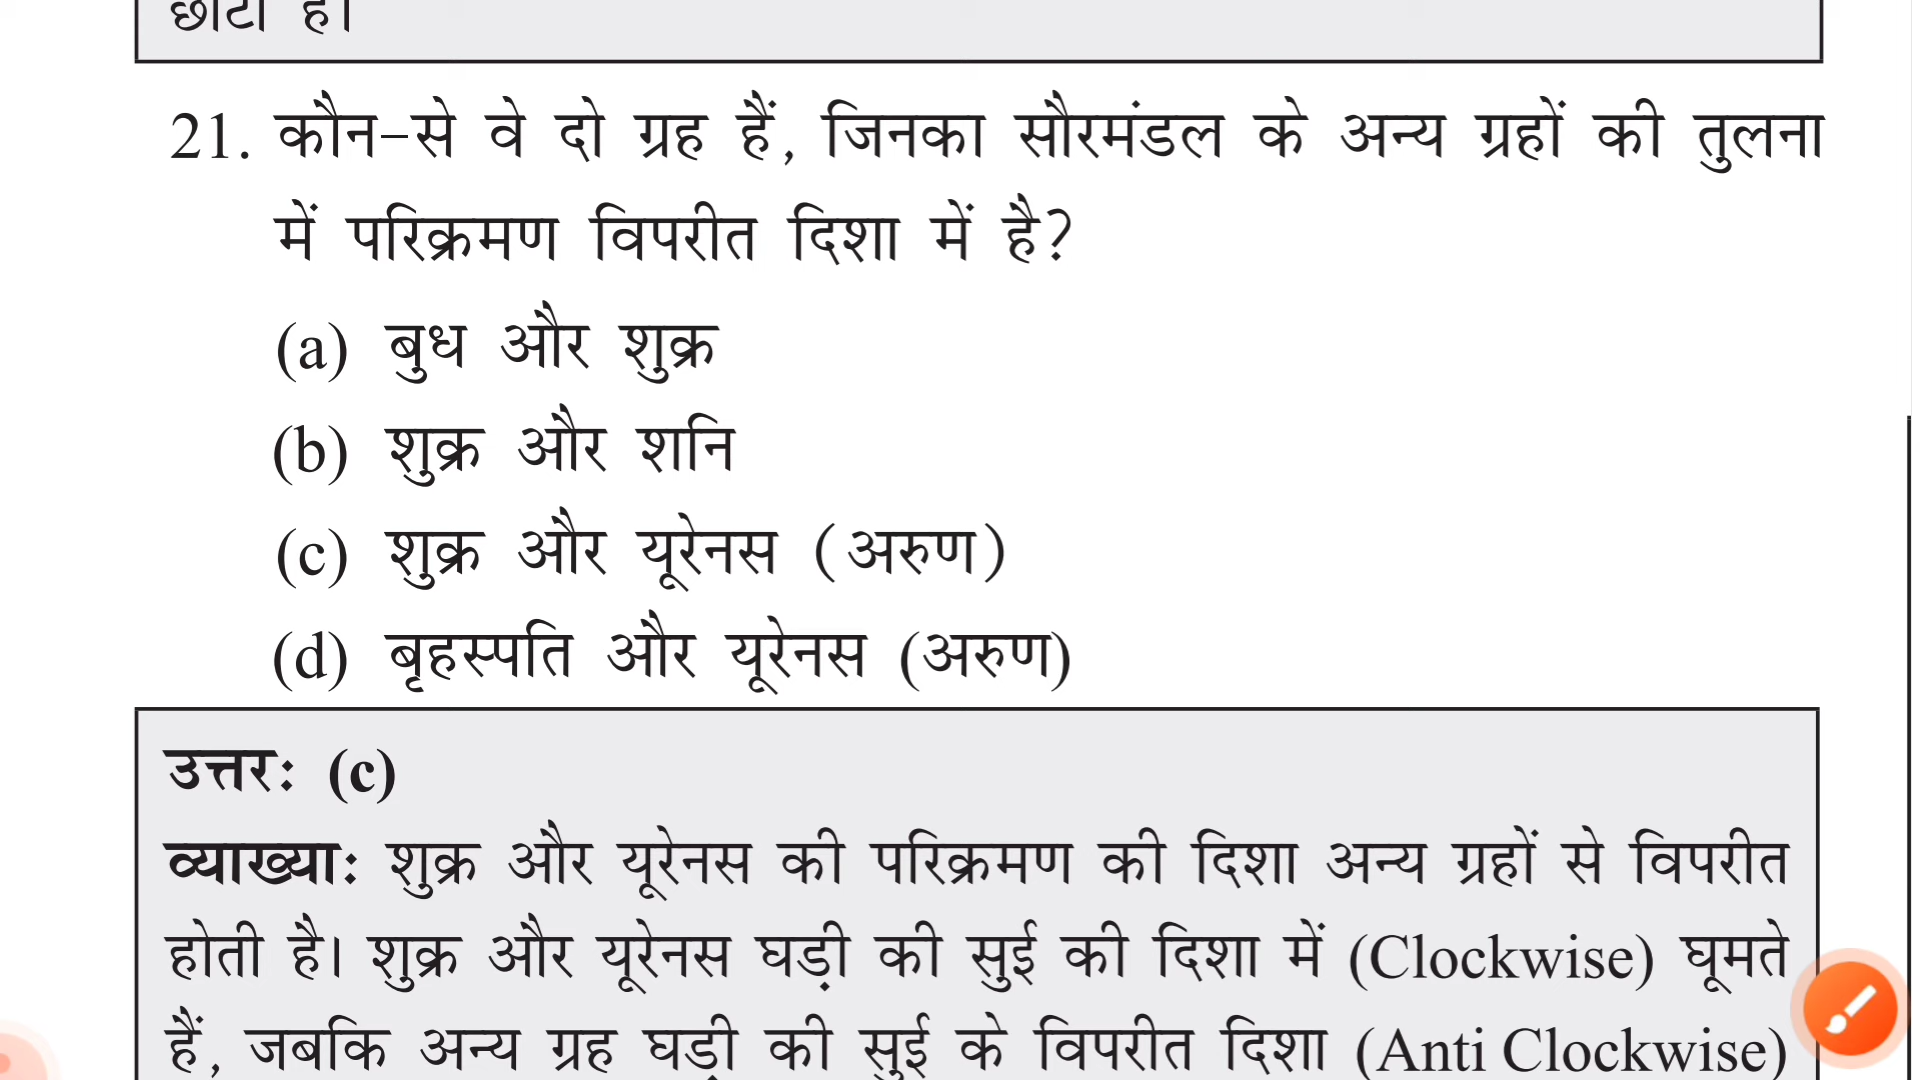 छोटा है।
21. कौन-से वे दो ग्रह हैं, जिनका सौरमंडल के अन्य ग्रहों की तुलना
में परिक्रमण विपरीत दिशा में है?
(a) बुध और शुक्र
(b) शुक्र और शनि
(c) शुक्र और यूरेनस (अरुण)
(d) बृहस्पति और यूरेनस (अरुण)
उत्तरः (c)
व्याख्याः शुक्र और यूरेनस की परिक्रमण की दिशा अन्य ग्रहों से विपरीत
होती है। शुक्र और यूरेनस घड़ी की सुई की दिशा में (Clockwise) घूमते
हैं, जबकि अन्य ग्रह घड़ी की सुई के विपरीत दिशा (Anti Clockwise)